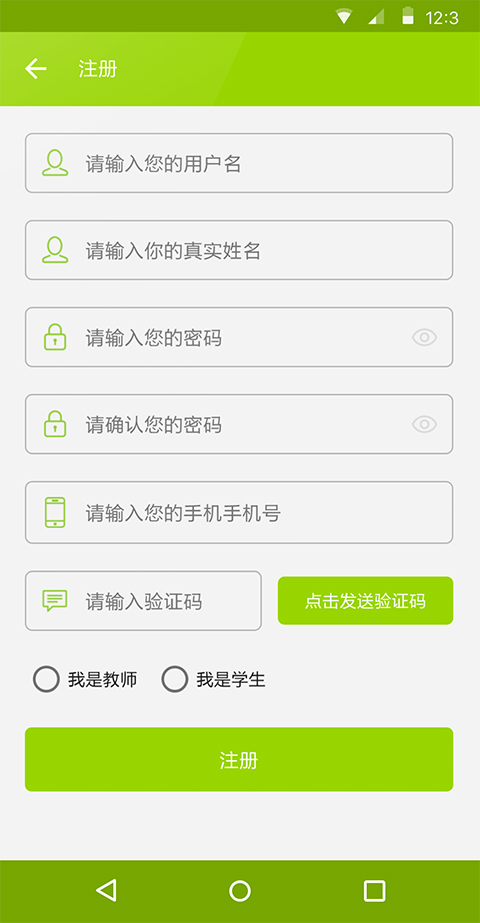 12:3
注册
请输入您的用户名
请输入你的真实姓名
请输入您的密码
请确认您的密码
请输入您的手机手机号
请输入验证码
点击发送验证码
我是教师 我是学生
注册